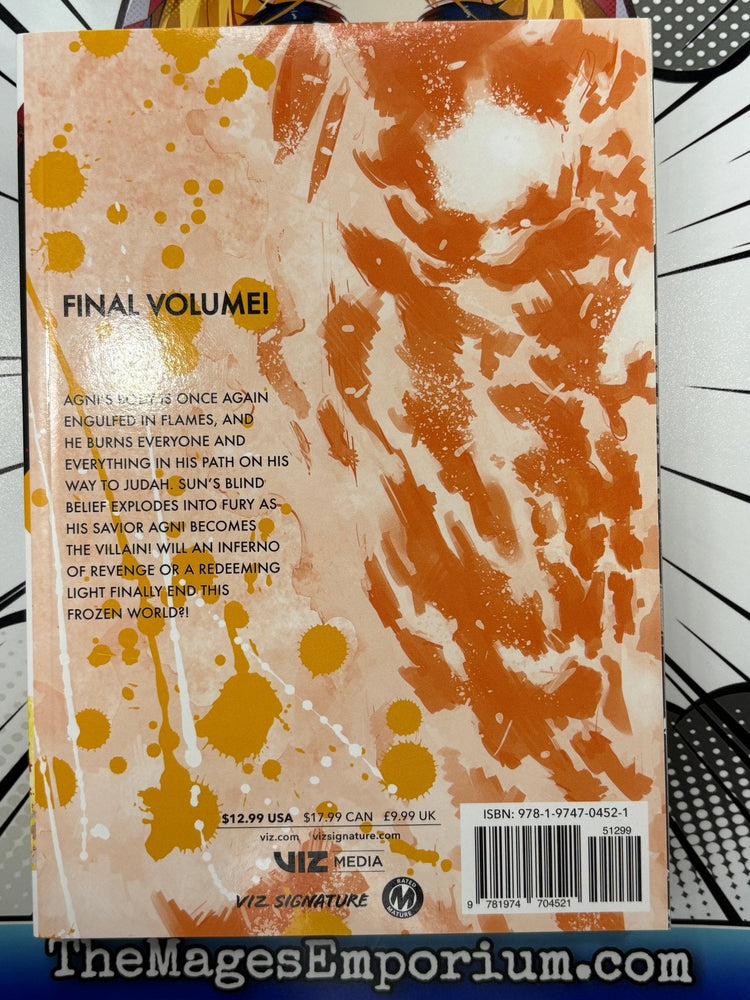 FINAL VOLUME!
AGNI'S BODY IS ONCE AGAIN
ENGULFED IN FLAMES, AND
HE BURNS EVERYONE AND
EVERYTHING IN HIS PATH ON HIS
WAY TO JUDAH. SUN'S BLIND
BELIEF EXPLODES INTO FURY AS
HIS SAVIOR AGNI BECOMES
THE VILLAIN! WILL AN INFERNO
OF REVENGE OR A REDEEMING
LIGHT FINALLY END THIS
FROZEN WORLD?!
$12.99 USA $17.99 CAN £9.99 UK
viz.com vizsignature.com
VIZ MEDIA
VIZ SIGNATURE
RATED
M
MATURE
ISBN: 978-1-9747-0452-1
51299
9 781974 704521
TheMagesEmporium.com